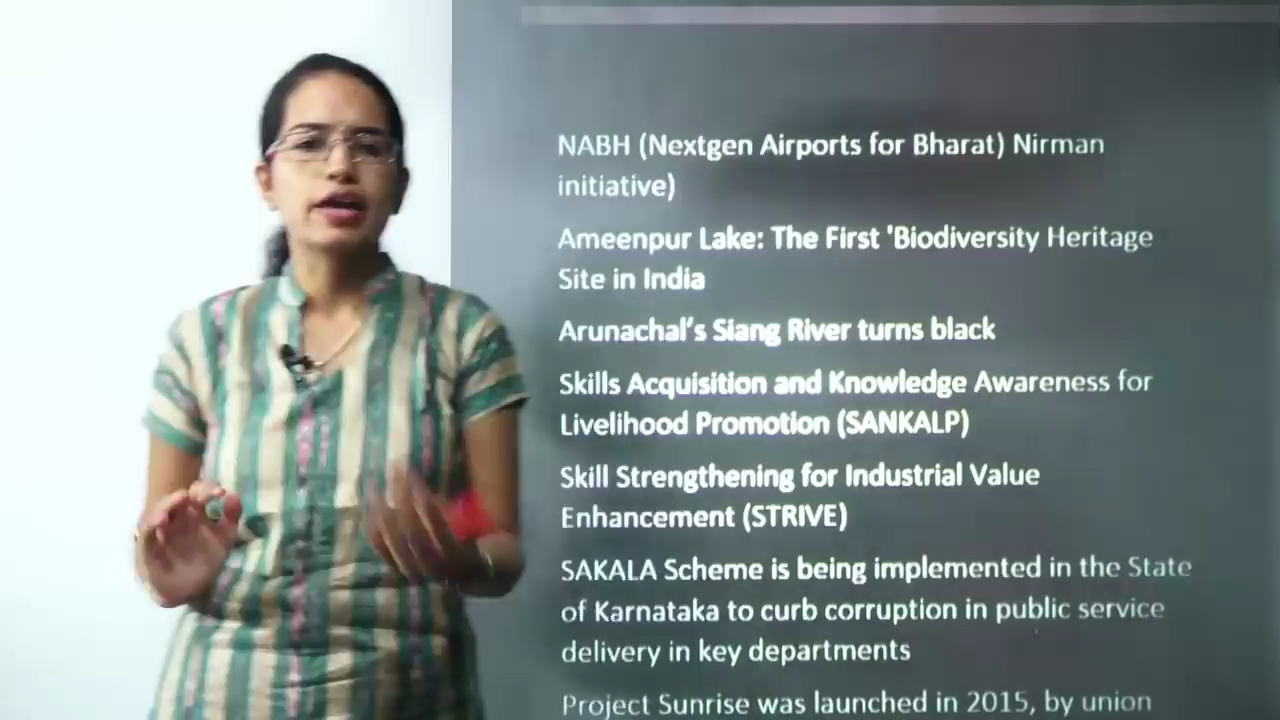 NABH (Nextgen Airports for Bharat) Nirman
initiative)
Ameenpur Lake: The First 'Biodiversity Heritage
Site in India
Arunachal's Siang River turns black
Skills Acquisition and Knowledge Awareness for
Livelihood Promotion (SANKALP)
Skill Strengthening for Industrial Value
Enhancement (STRIVE)
SAKALA Scheme is being implemented in the State
of Karnataka to curb corruption in public service
delivery in key departments
Project Sunrise was launched in 2015, by union